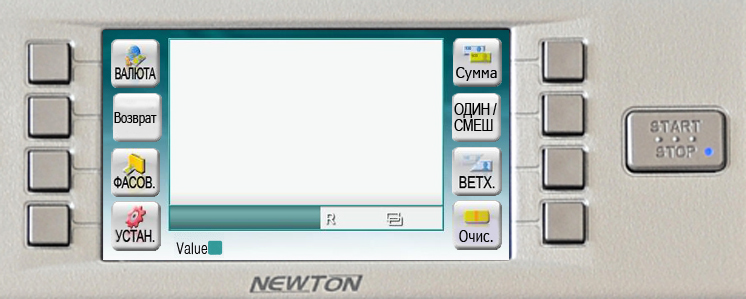 ВАЛЮТА
Сумма
Возврат
ОДИН /
СМЕШ
START
STOP
ФАСОВ.
ВЕТХ.
УСТАН.
R
Очис.
Value
NEWTON